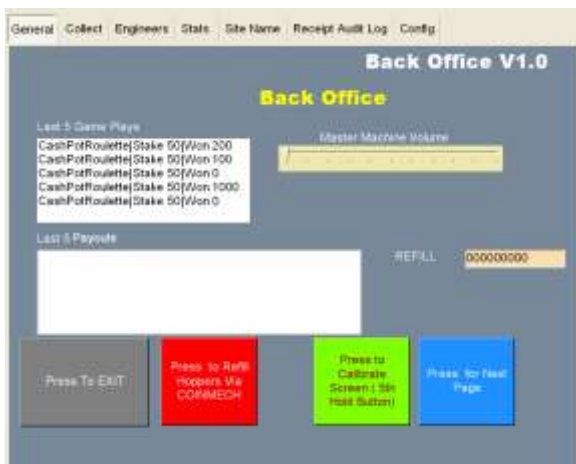 General Collect Engineers Stats Site Name Receipt Audit Log Config
Back Office V1.0
Back Office
Last 5 Game Plays
CashPotRoulette|Stake 50|Won 200
CashPotRoulette|Stake 50|Won 100
CashPotRoulette|Stake 50|Won 0
CashPotRoulette|Stake 50|Won 1000
CashPotRoulette|Stake 50|Won 0
Master Machine Volume
Last 5 Payouts
REFILL 000000000
Press To EXIT
Press to Refill
Hoppers Via
COINMECH
Press to
Calibrate
Screen ( 5th
Hold Button)
Press for Next
Page